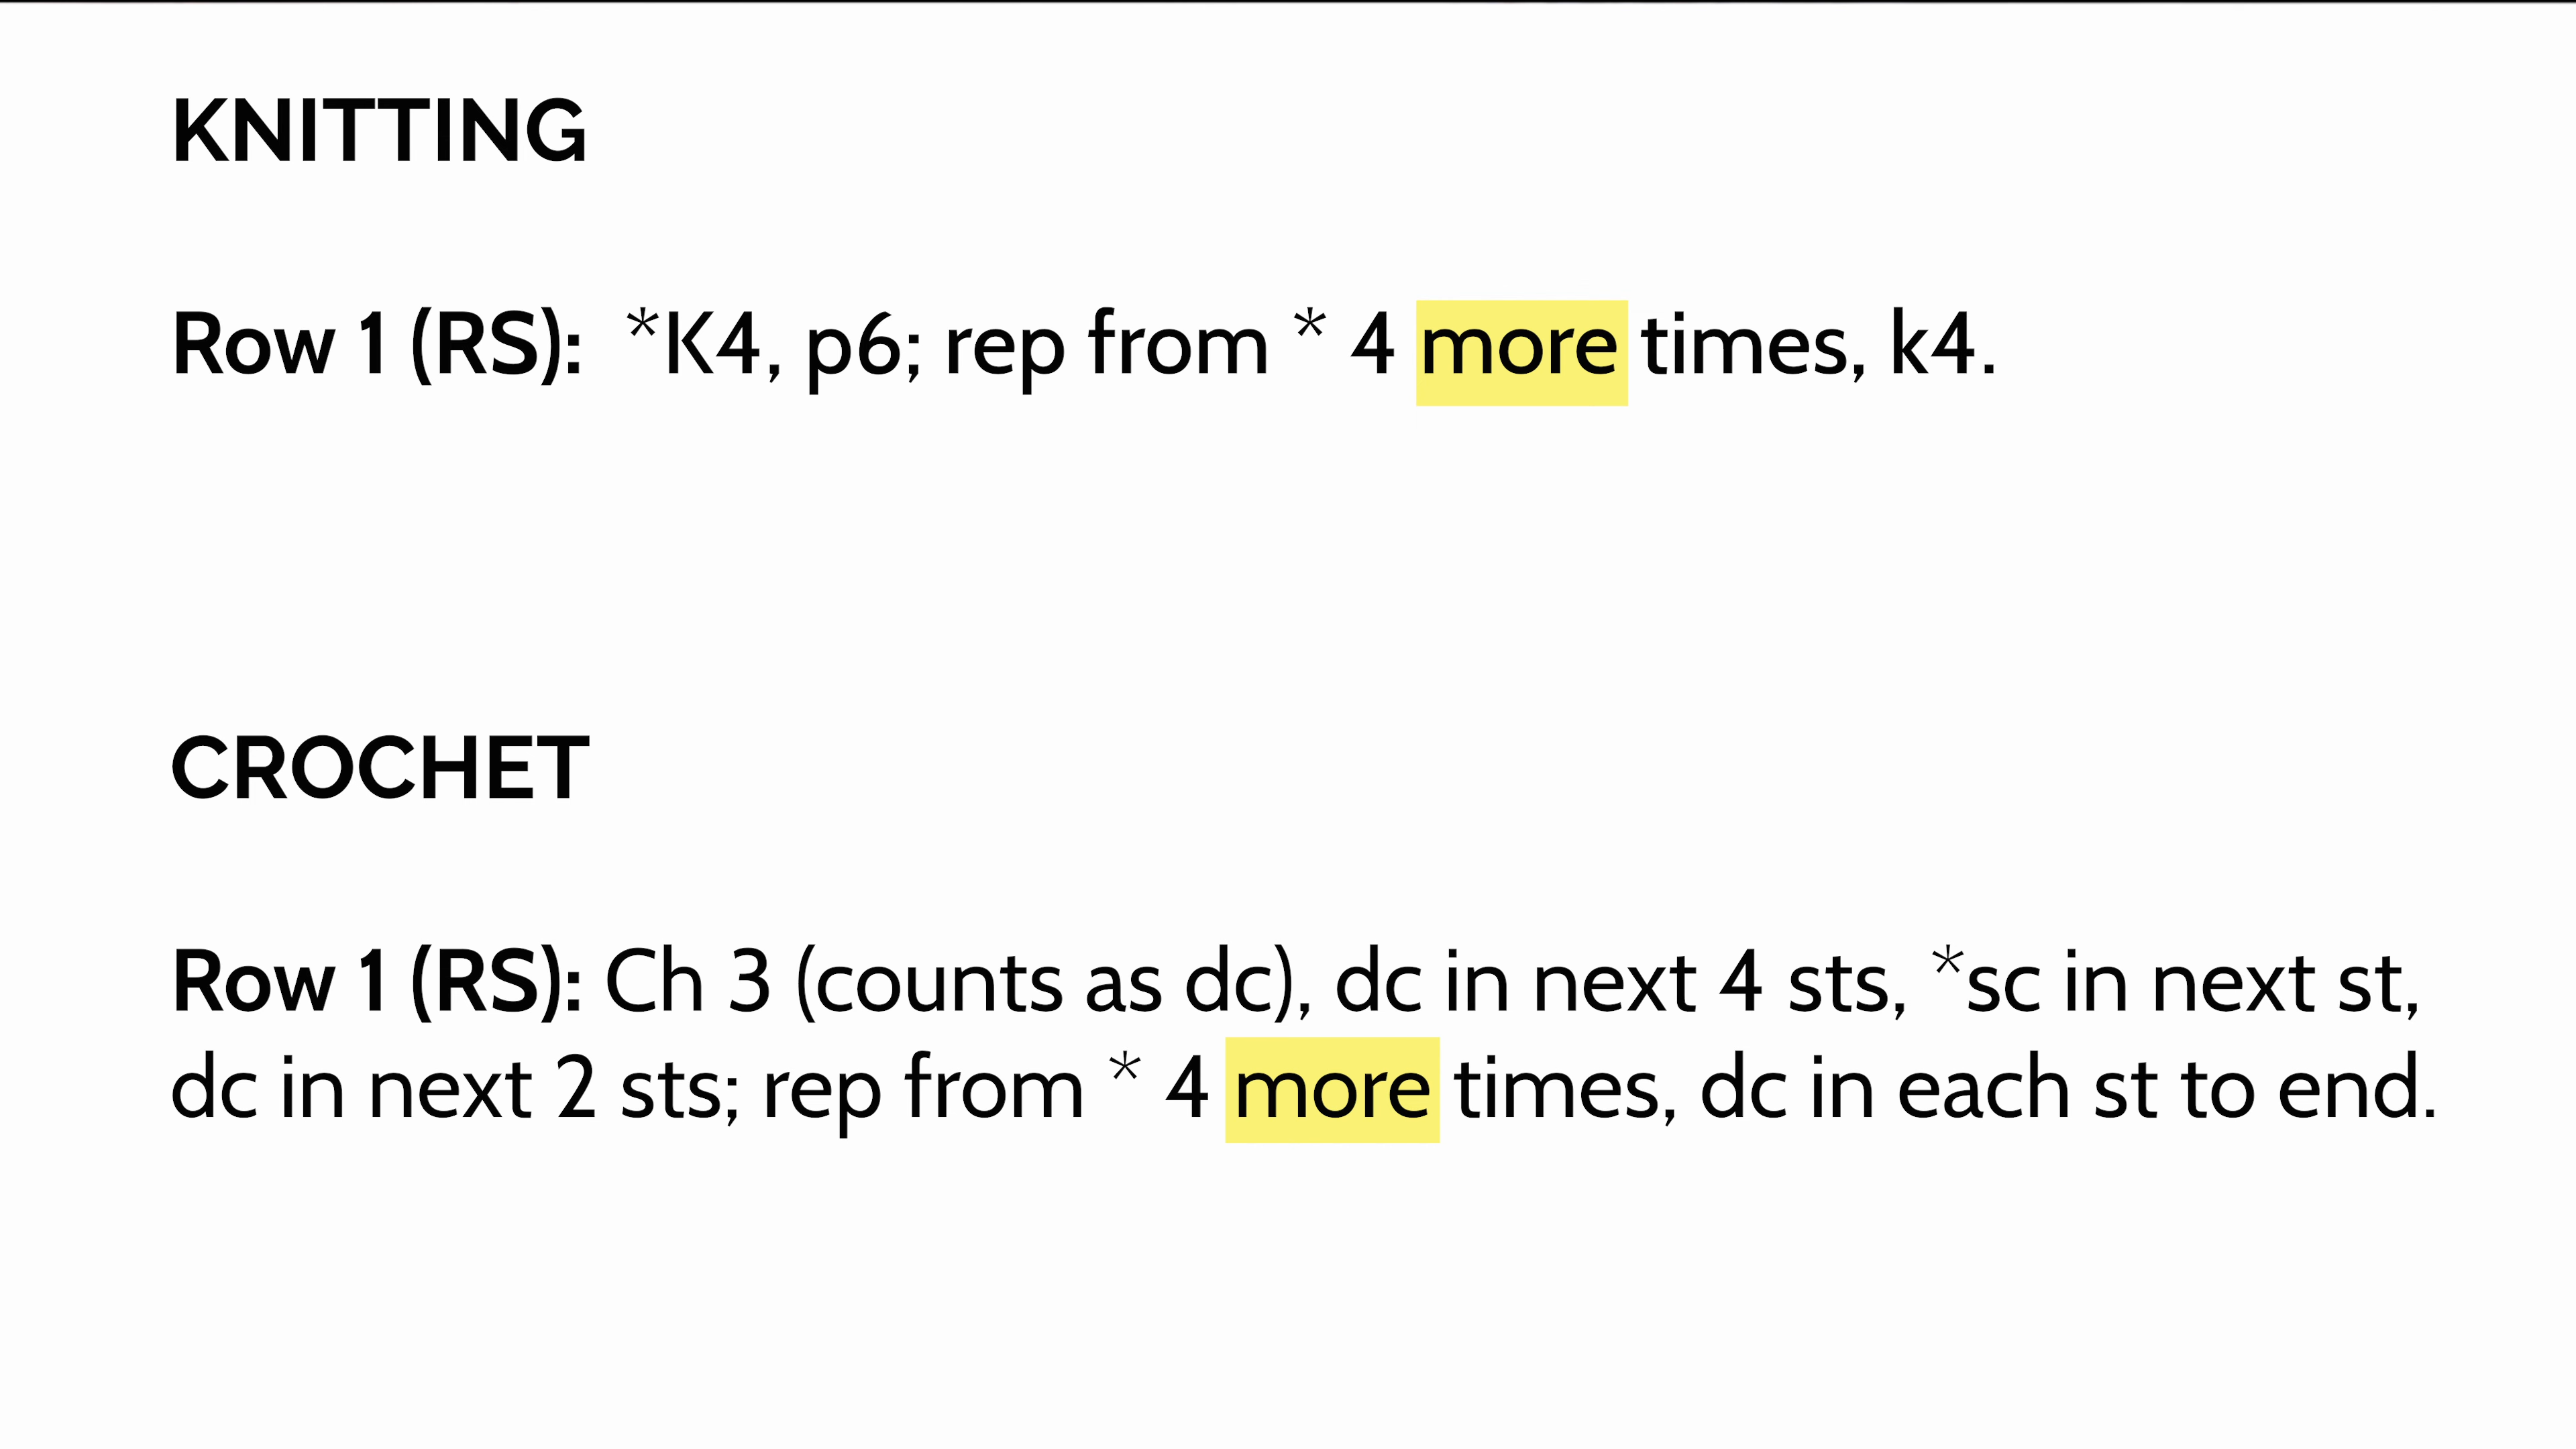 KNITTING
Row 1 (RS): *K4, p6; rep from * 4 more times, k4.
CROCHET
Row 1 (RS): Ch 3 (counts as dc), dc in next 4 sts, *sc in next st,
dc in next 2 sts; rep from * 4 more times, dc in each st to end.